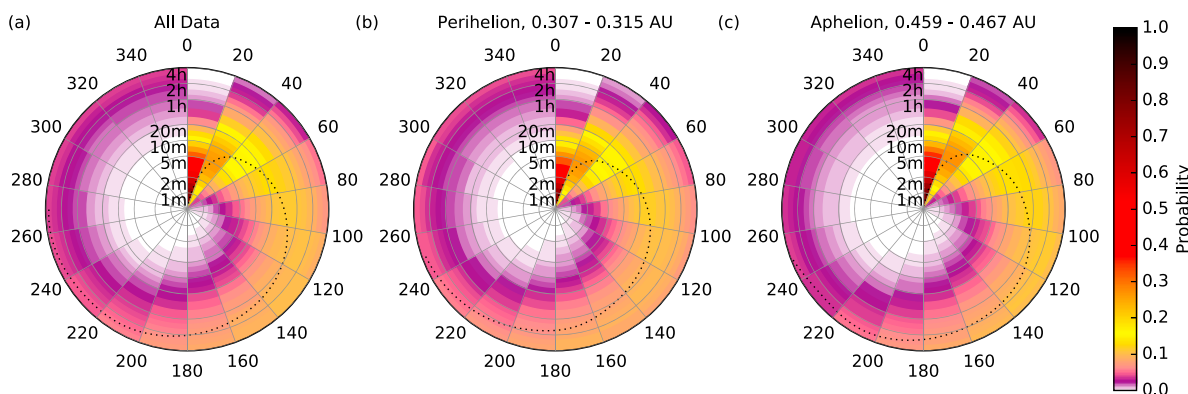 (a) All Data
0
20
40
60
80
100
120
140
160
180
200
220
240
260
280
300
320
340
4h
2h
1h
20m
10m
5m
2m
1m
(b) Perihelion, 0.307 - 0.315 AU
0
20
40
60
80
100
120
140
160
180
200
220
240
260
280
300
320
340
4h
2h
1h
20m
10m
5m
2m
1m
(c) Aphelion, 0.459 - 0.467 AU
0
20
40
60
80
100
120
140
160
180
200
220
240
260
280
300
320
340
4h
2h
1h
20m
10m
5m
2m
1m
1.0
0.9
0.8
0.7
0.6
0.5
0.4
0.3
0.2
0.1
0.0
Probability